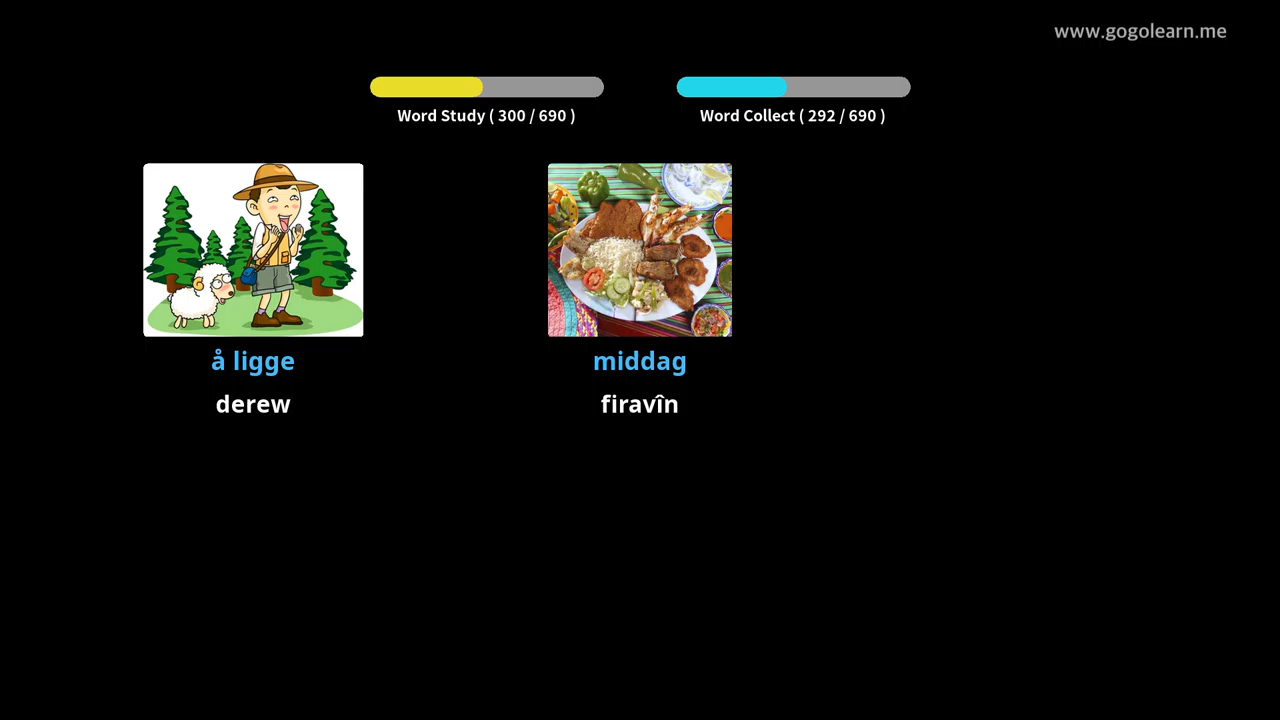 www.gogolearn.me
Word Study ( 300 / 690 )
Word Collect ( 292 / 690 )
å ligge
middag
derew
firavîn